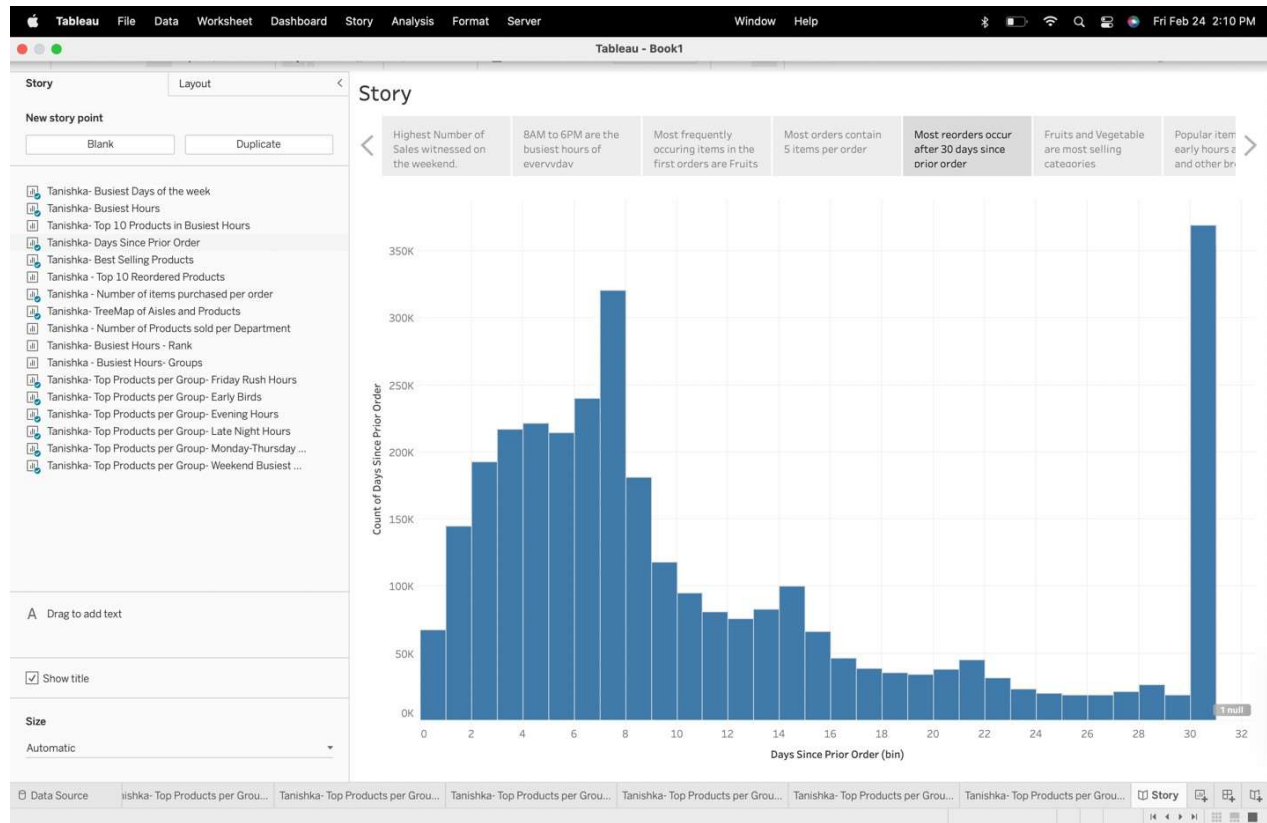 Tableau File Data Worksheet Dashboard Story Analysis Format Server Window Help Fri Feb 24 2:10 PM
Tableau - Book1
Story Layout
New story point
Blank Duplicate
Tanishka- Busiest Days of the week
Tanishka- Busiest Hours
Tanishka- Top 10 Products in Busiest Hours
Tanishka- Days Since Prior Order
Tanishka- Best Selling Products
Tanishka - Top 10 Reordered Products
Tanishka - Number of items purchased per order
Tanishka- TreeMap of Aisles and Products
Tanishka - Number of Products sold per Department
Tanishka- Busiest Hours - Rank
Tanishka - Busiest Hours- Groups
Tanishka- Top Products per Group- Friday Rush Hours
Tanishka- Top Products per Group- Early Birds
Tanishka- Top Products per Group- Evening Hours
Tanishka- Top Products per Group- Late Night Hours
Tanishka- Top Products per Group- Monday-Thursday ...
Tanishka- Top Products per Group- Weekend Busiest ...
A Drag to add text
Show title
Size
Automatic
Story
Highest Number of
Sales witnessed on
the weekend.
8AM to 6PM are the
busiest hours of
everyday
Most frequently
occuring items in the
first orders are Fruits
Most orders contain
5 items per order
Most reorders occur
after 30 days since
prior order
Fruits and Vegetable
are most selling
categories
Popular item
early hours a
and other br
350K
300K
250K
200K
150K
100K
50K
0K
Count of Days Since Prior Order
0 2 4 6 8 10 12 14 16 18 20 22 24 26 28 30 32
1 null
Days Since Prior Order (bin)
Data Source ishka- Top Products per Grou... Tanishka- Top Products per Grou... Tanishka- Top Products per Grou... Tanishka- Top Products per Grou... Tanishka- Top Products per Grou... Tanishka- Top Products per Grou... Story